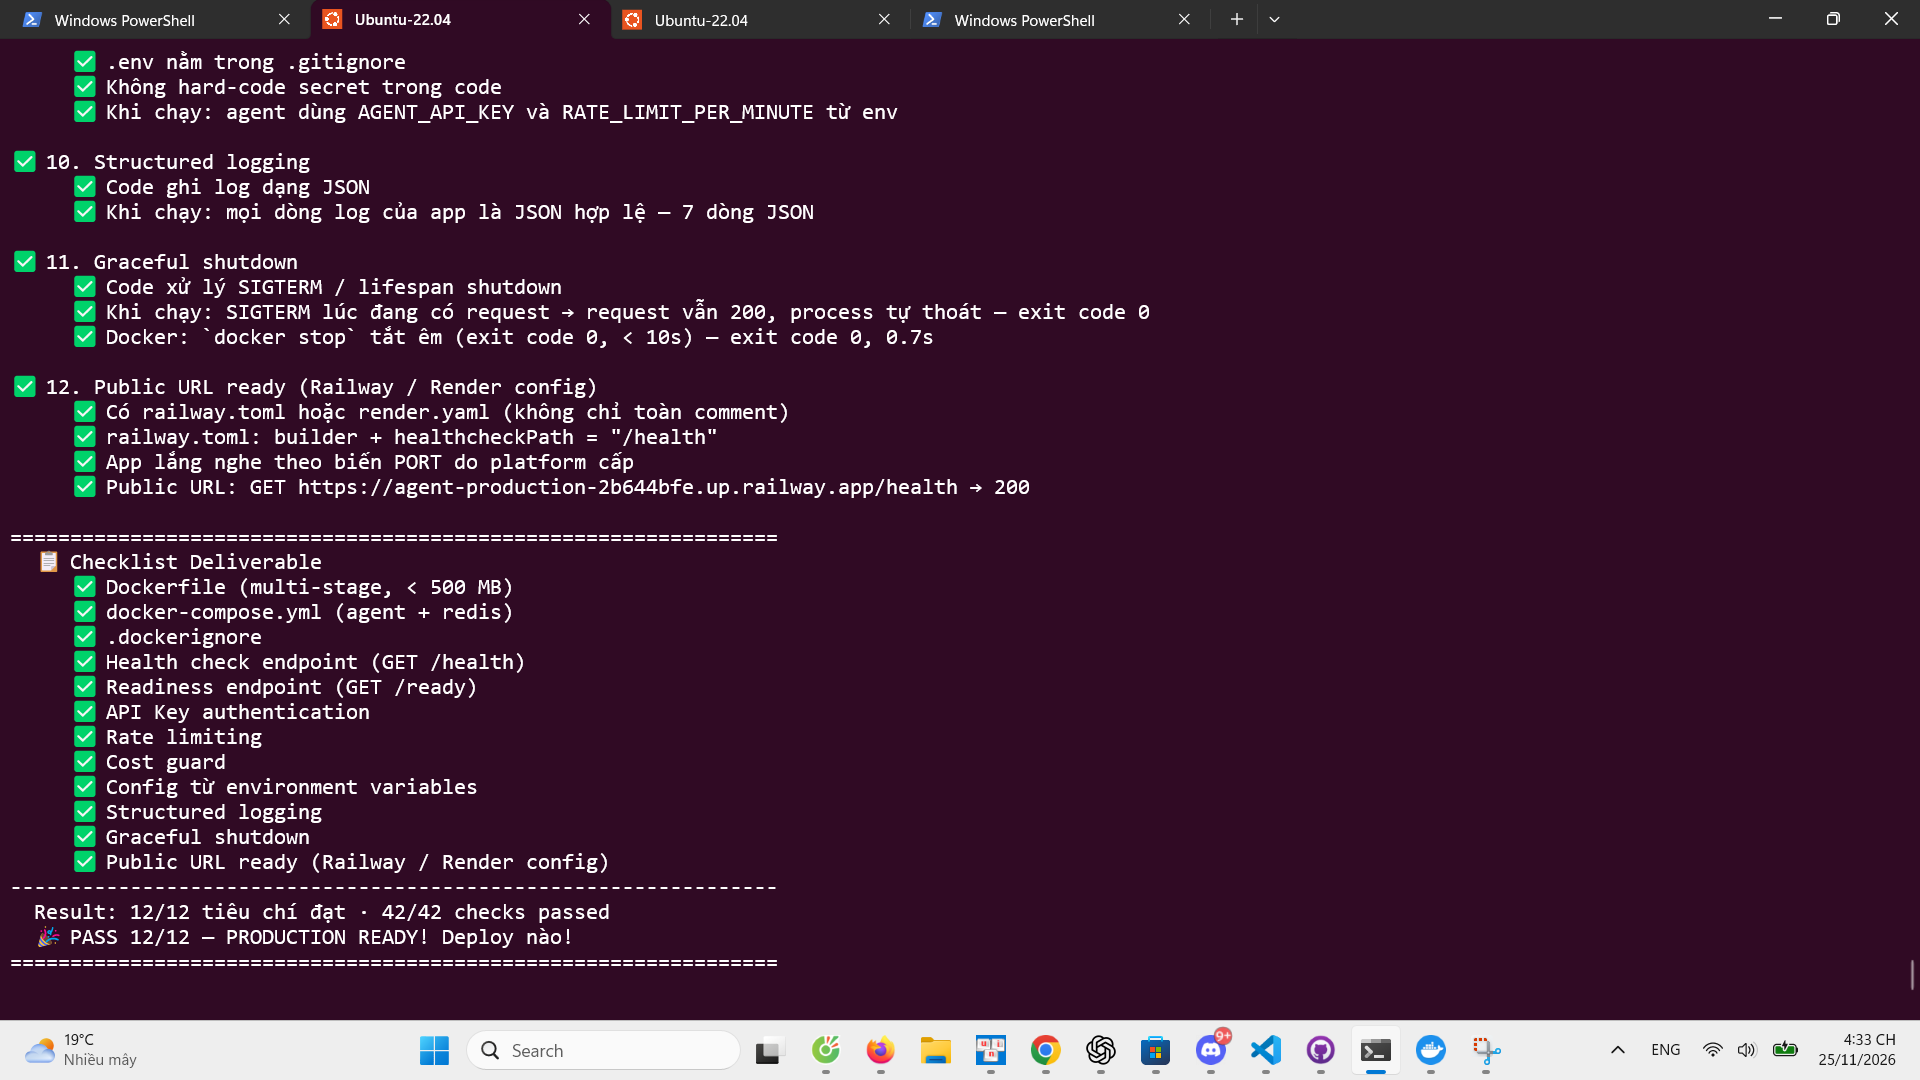 Windows PowerShell
Ubuntu-22.04
Ubuntu-22.04
Windows PowerShell
✅ .env nằm trong .gitignore
✅ Không hard-code secret trong code
✅ Khi chạy: agent dùng AGENT_API_KEY và RATE_LIMIT_PER_MINUTE từ env
✅ 10. Structured logging
✅ Code ghi log dạng JSON
✅ Khi chạy: mọi dòng log của app là JSON hợp lệ — 7 dòng JSON
✅ 11. Graceful shutdown
✅ Code xử lý SIGTERM / lifespan shutdown
✅ Khi chạy: SIGTERM lúc đang có request → request vẫn 200, process tự thoát — exit code 0
✅ Docker: `docker stop` tắt êm (exit code 0, < 10s) — exit code 0, 0.7s
✅ 12. Public URL ready (Railway / Render config)
✅ Có railway.toml hoặc render.yaml (không chỉ toàn comment)
✅ railway.toml: builder + healthcheckPath = "/health"
✅ App lắng nghe theo biến PORT do platform cấp
✅ Public URL: GET https://agent-production-2b644bfe.up.railway.app/health → 200
================================================================
📋 Checklist Deliverable
✅ Dockerfile (multi-stage, < 500 MB)
✅ docker-compose.yml (agent + redis)
✅ .dockerignore
✅ Health check endpoint (GET /health)
✅ Readiness endpoint (GET /ready)
✅ API Key authentication
✅ Rate limiting
✅ Cost guard
✅ Config từ environment variables
✅ Structured logging
✅ Graceful shutdown
✅ Public URL ready (Railway / Render config)
----------------------------------------------------------------
Result: 12/12 tiêu chí đạt · 42/42 checks passed
🎉 PASS 12/12 — PRODUCTION READY! Deploy nào!
================================================================
19°C
Nhiều mây
Search
9+
ENG
4:33 CH
25/11/2026